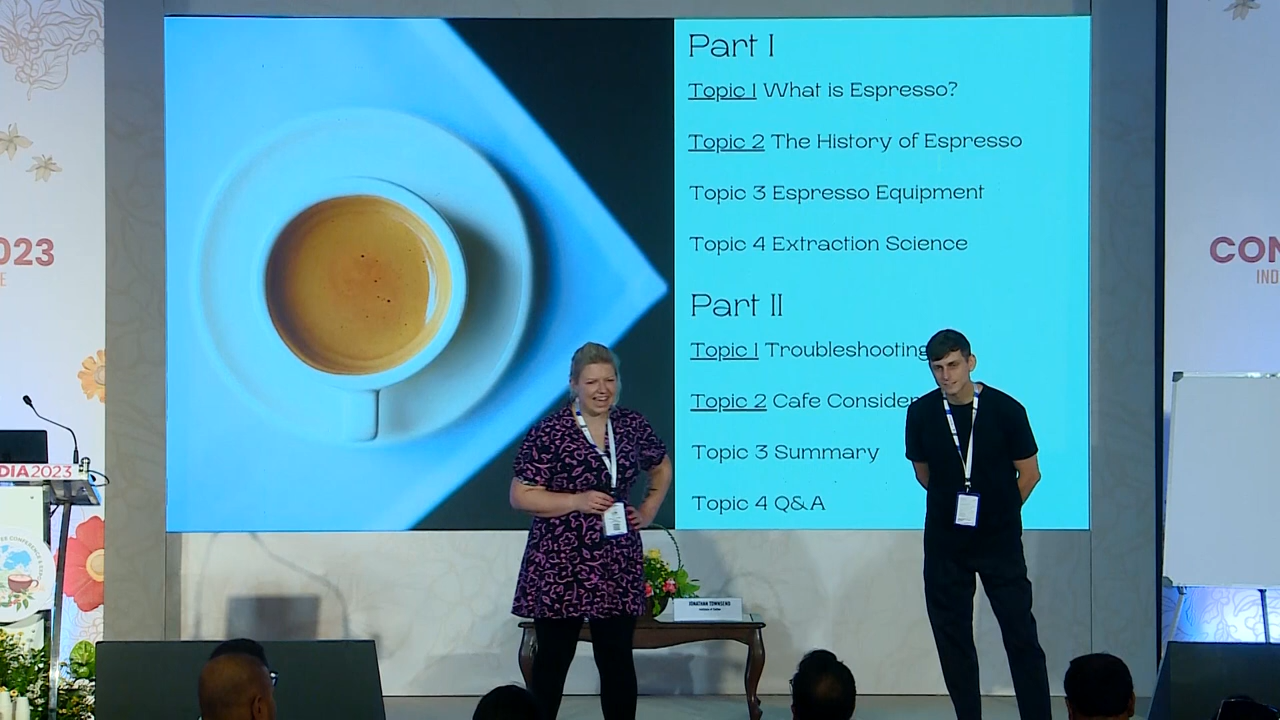 Part I
Topic 1 What is Espresso?
Topic 2 The History of Espresso
Topic 3 Espresso Equipment
Topic 4 Extraction Science
Part II
Topic 1 Troubleshooting
Topic 2 Cafe Consider
Topic 3 Summary
Topic 4 Q&A
023
E
CON
IND
DIA2023
JONATHAN TOWNSEND